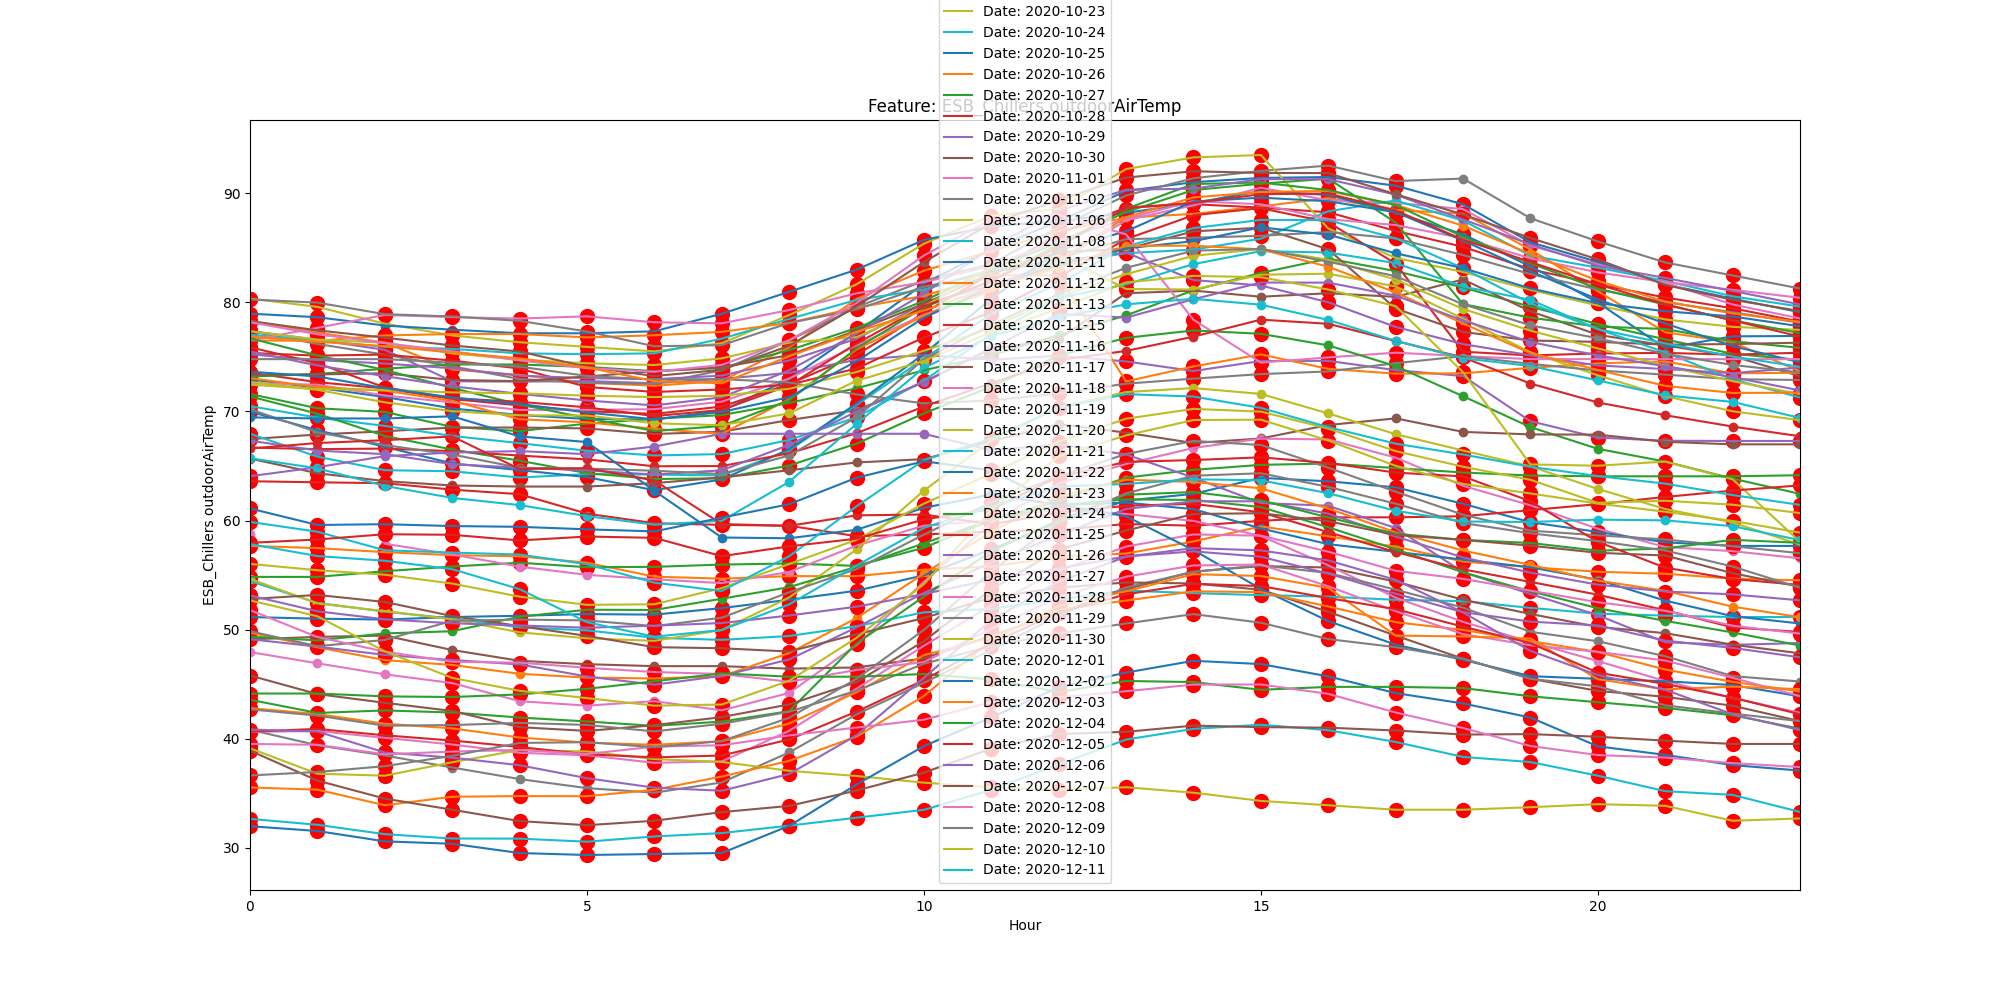 Date: 2020-10-23
Date: 2020-10-24
Date: 2020-10-25
Date: 2020-10-26
Date: 2020-10-27
Date: 2020-10-28
Date: 2020-10-29
Date: 2020-10-30
Date: 2020-11-01
Date: 2020-11-02
Date: 2020-11-06
Date: 2020-11-08
Date: 2020-11-11
Date: 2020-11-12
Date: 2020-11-13
Date: 2020-11-15
Date: 2020-11-16
Date: 2020-11-17
Date: 2020-11-18
Date: 2020-11-19
Date: 2020-11-20
Date: 2020-11-21
Date: 2020-11-22
Date: 2020-11-23
Date: 2020-11-24
Date: 2020-11-25
Date: 2020-11-26
Date: 2020-11-27
Date: 2020-11-28
Date: 2020-11-29
Date: 2020-11-30
Date: 2020-12-01
Date: 2020-12-02
Date: 2020-12-03
Date: 2020-12-04
Date: 2020-12-05
Date: 2020-12-06
Date: 2020-12-07
Date: 2020-12-08
Date: 2020-12-09
Date: 2020-12-10
Date: 2020-12-11
Feature: ESB_Chillers outdoorAirTemp
ESB_Chillers outdoorAirTemp
90
80
70
60
50
40
30
0
5
10
15
20
Hour